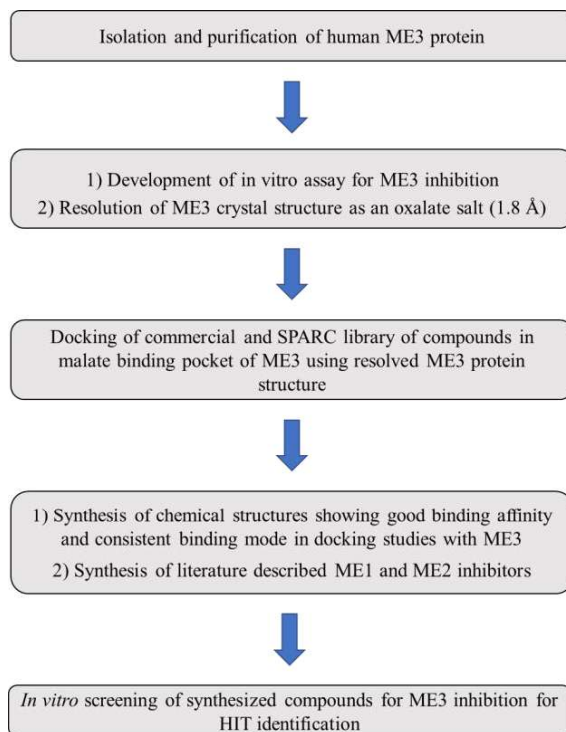 Isolation and purification of human ME3 protein
1) Development of in vitro assay for ME3 inhibition
2) Resolution of ME3 crystal structure as an oxalate salt (1.8 Å)
Docking of commercial and SPARC library of compounds in
malate binding pocket of ME3 using resolved ME3 protein
structure
1) Synthesis of chemical structures showing good binding affinity
and consistent binding mode in docking studies with ME3
2) Synthesis of literature described ME1 and ME2 inhibitors
In vitro screening of synthesized compounds for ME3 inhibition for
HIT identification